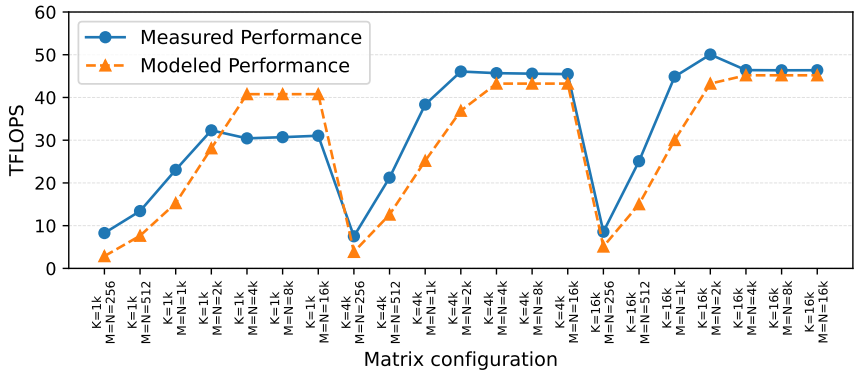 60
50
40
30
20
10
0
TFLOPS
Measured Performance
Modeled Performance
K=1k
M=N=256
K=1k
M=N=512
K=1k
M=N=1k
K=1k
M=N=2k
K=1k
M=N=4k
K=1k
M=N=8k
K=1k
M=N=16k
K=4k
M=N=256
K=4k
M=N=512
K=4k
M=N=1k
K=4k
M=N=2k
K=4k
M=N=4k
K=4k
M=N=8k
K=4k
M=N=16k
K=16k
M=N=256
K=16k
M=N=512
K=16k
M=N=1k
K=16k
M=N=2k
K=16k
M=N=4k
K=16k
M=N=8k
K=16k
M=N=16k
Matrix configuration